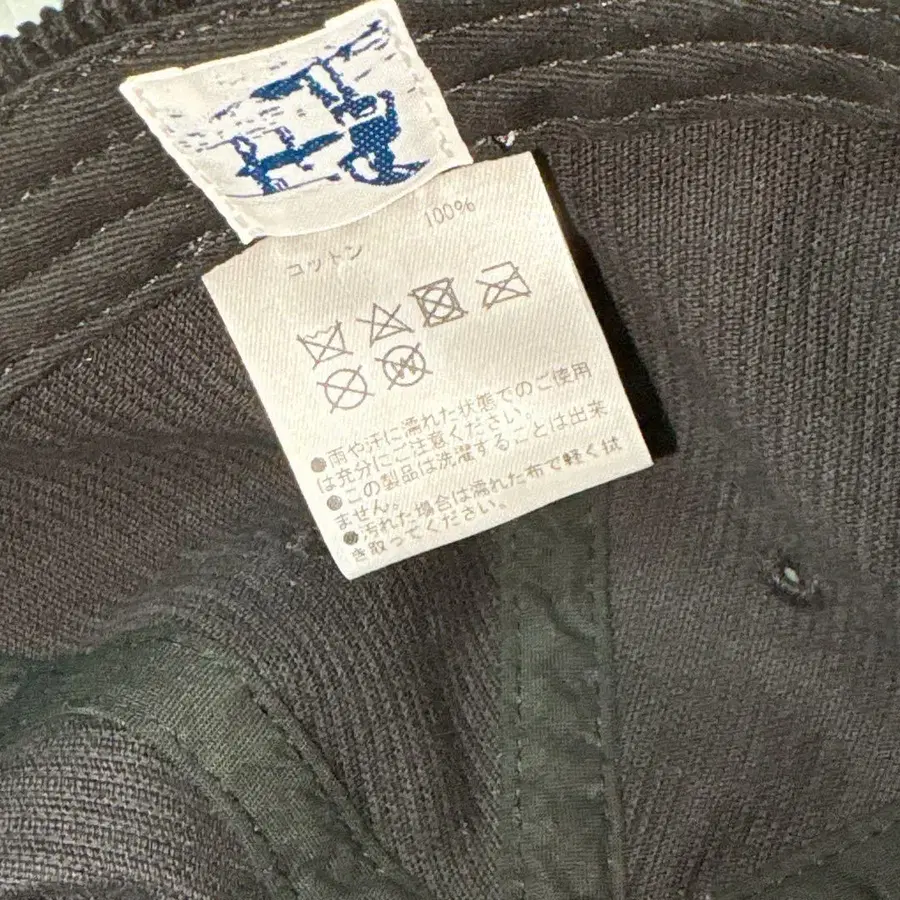 コットン 100%
●雨や汗に濡れた状態でのご使用
は充分にご注意ください。
●この製品は洗濯することは出来
ません。
●汚れた場合は濡れた布で軽く拭
き取ってください。